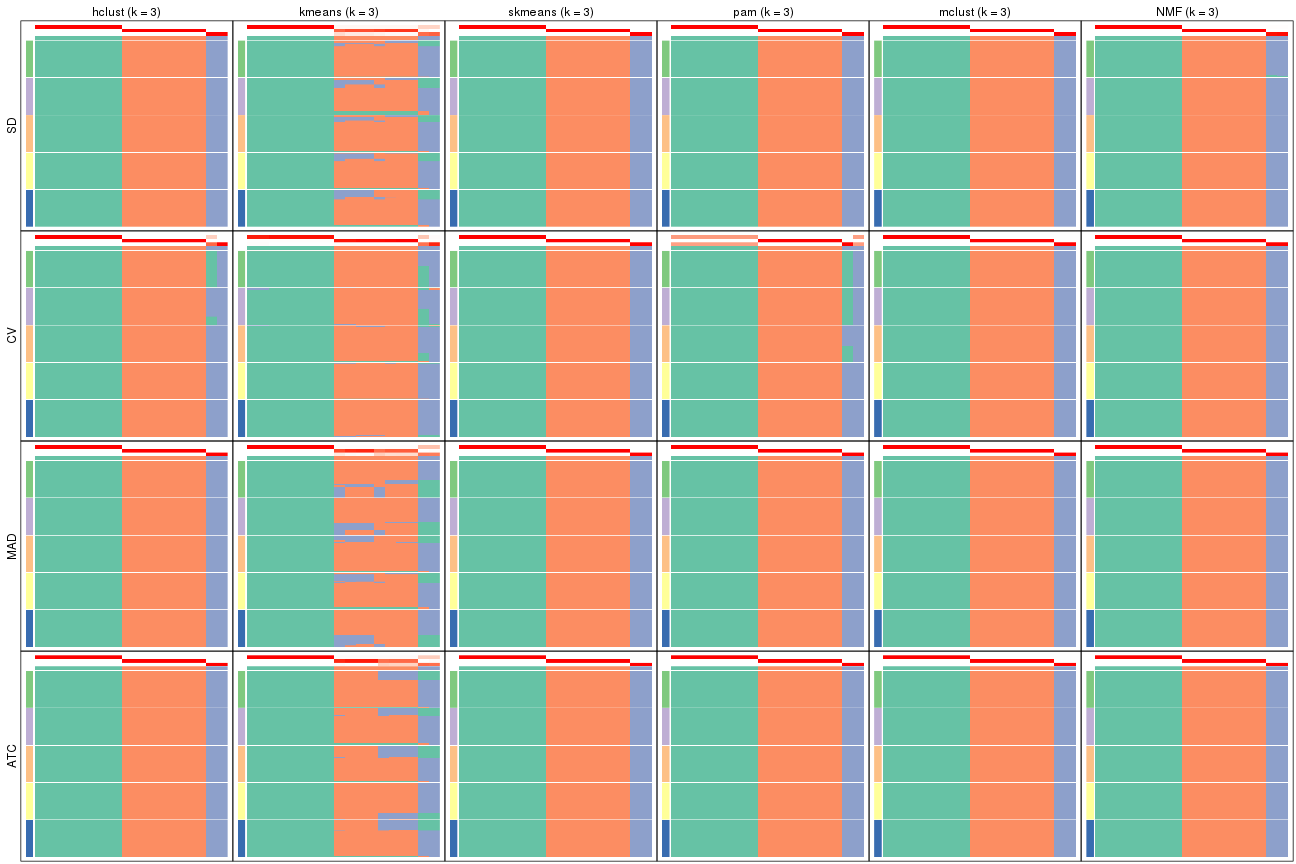 hclust (k = 3) kmeans (k = 3) skmeans (k = 3) pam (k = 3) mclust (k = 3) NMF (k = 3)
SD
CV
MAD
ATC